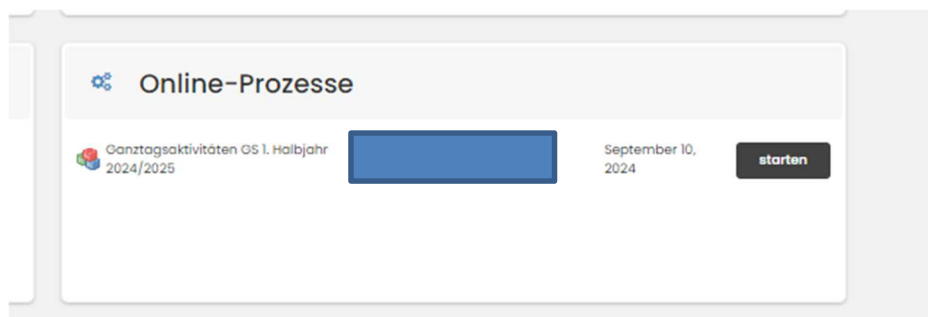 Online-Prozesse
Ganztagsaktivitäten GS 1. Halbjahr
2024/2025
September 10,
2024
starten